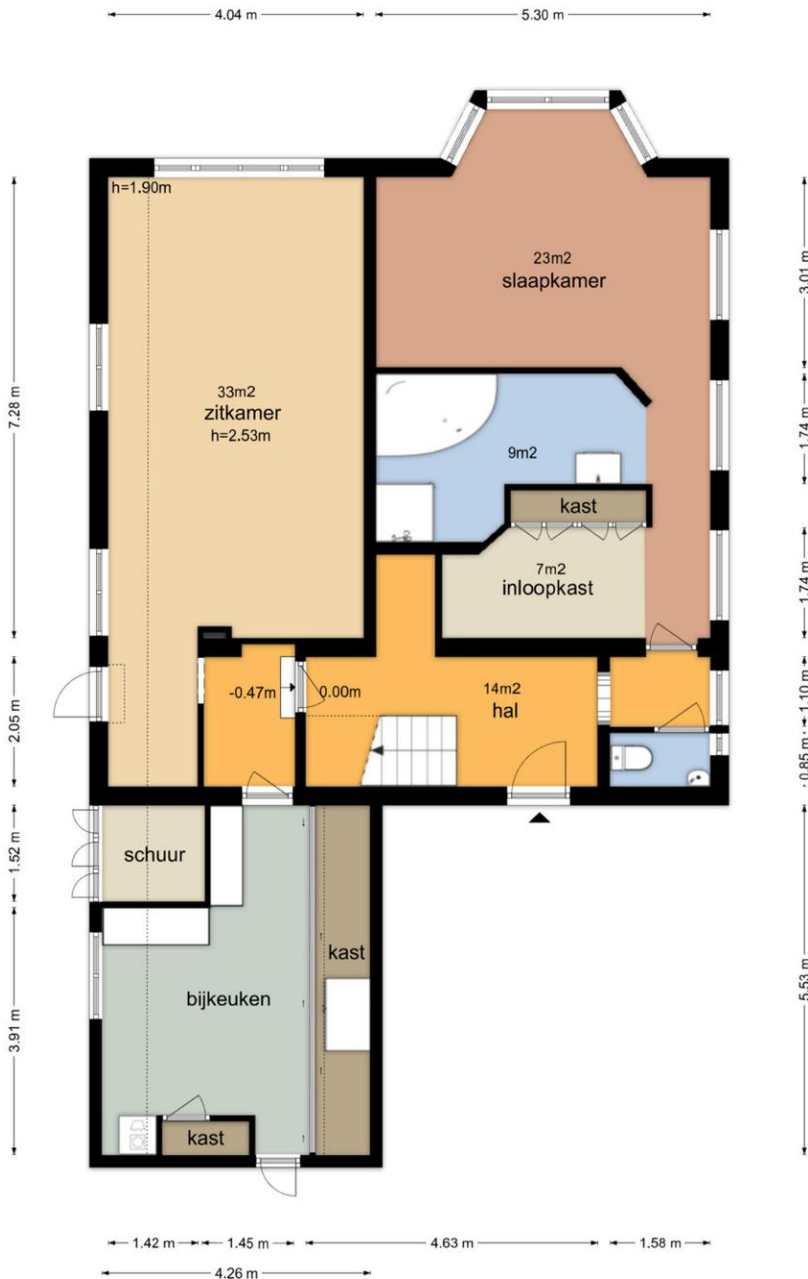 4.04 m
5.30 m
h=1.90m
23m2
slaapkamer
3.01 m
7.28 m
33m2
zitkamer
h=2.53m
9m2
1.74 m
kast
7m2
inloopkast
1.74 m
-0.47m
0.00m
14m2
hal
1.10 m
2.05 m
0.85 m
schuur
1.52 m
kast
bijkeuken
5.53 m
3.91 m
kast
1.42 m
1.45 m
4.63 m
1.58 m
4.26 m